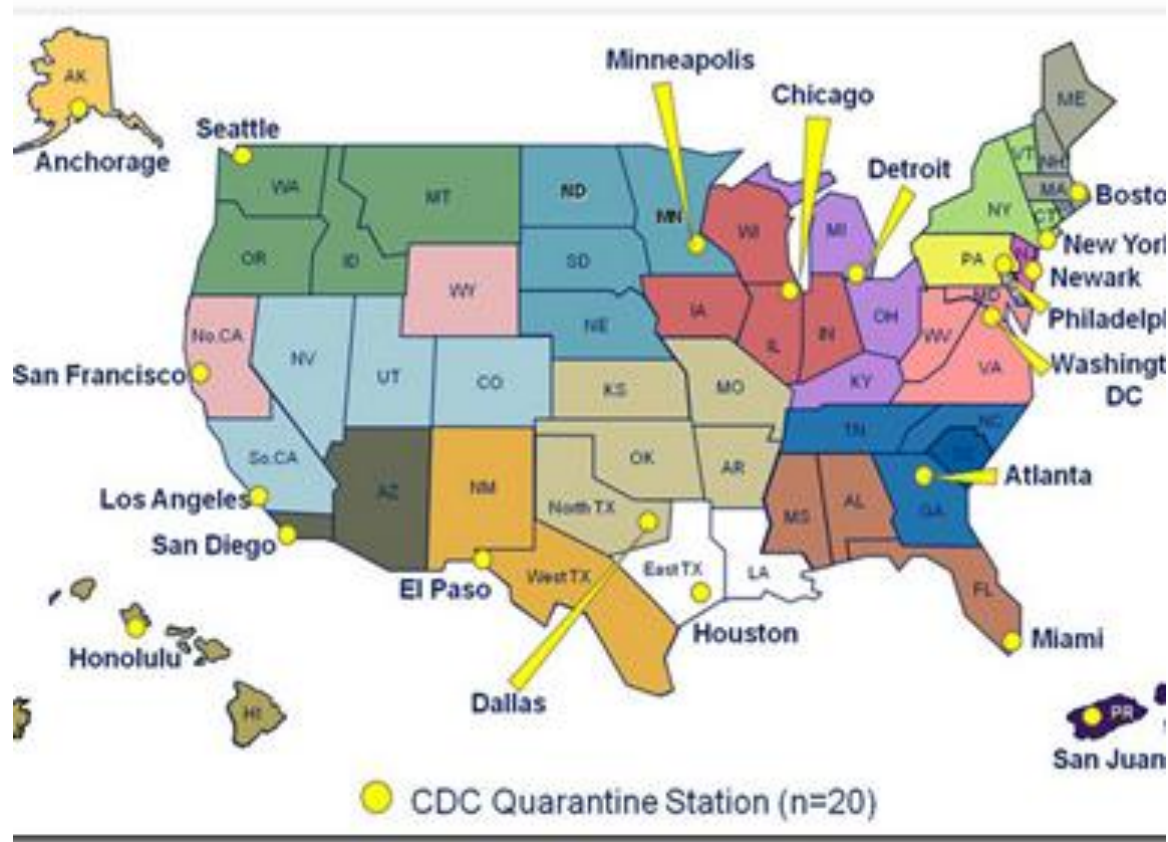 Minneapolis
Chicago
AK
Seattle
Anchorage
Detroit
ME
WA
MT
ND
MN
WI
MI
VT
NH
MA
Bosto
OR
ID
SD
NY
CT
New York
WY
PA
Newark
IA
NE
OH
MD
Philadelph
No.CA
NV
UT
CO
IL
IN
WV
VA
Washingt
DC
San Francisco
KS
MO
KY
So.CA
OK
AR
TN
NC
AZ
NM
Atlanta
Los Angeles
North TX
MS
AL
GA
San Diego
El Paso
West TX
East TX
LA
FL
Houston
Miami
Honolulu
Dallas
HI
PR
San Juan
CDC Quarantine Station (n=20)